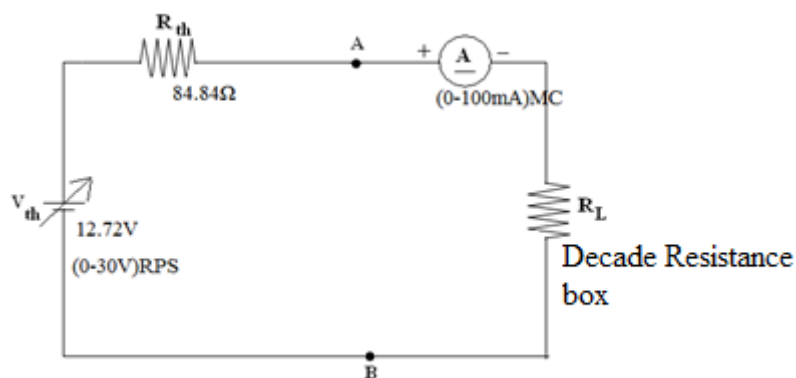 R th
A
+ A −
84.84Ω
(0-100mA)MC
V th
12.72V
(0-30V)RPS
R L
Decade Resistance
box
B